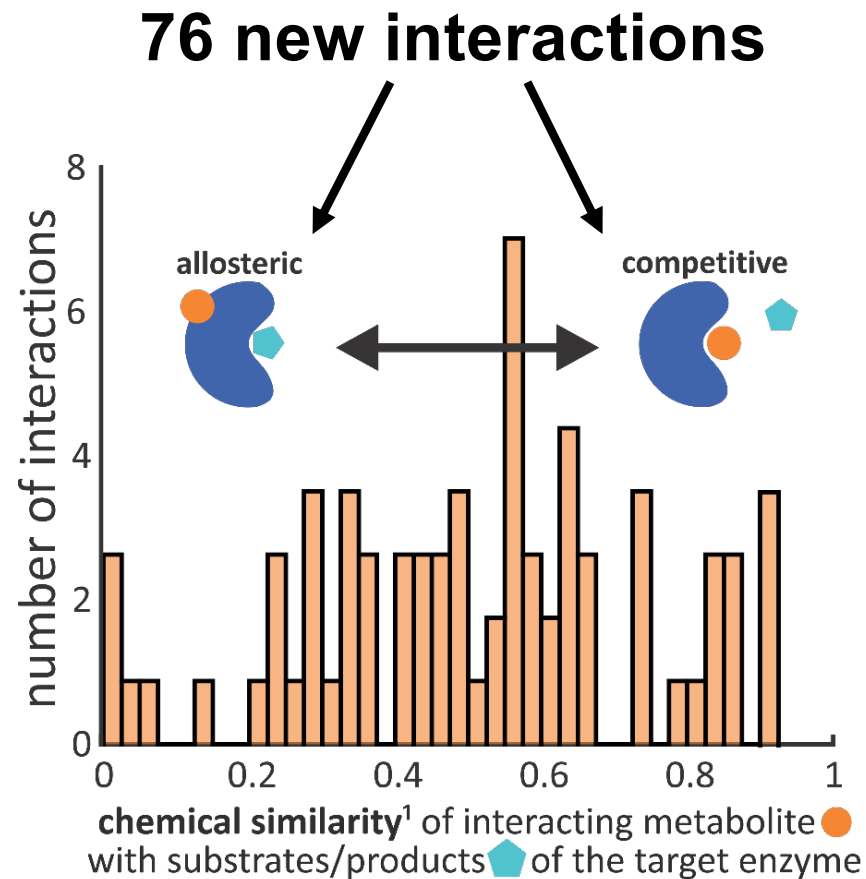 76 new interactions
allosteric
competitive
number of interactions
8
6
4
2
0
0 0.2 0.4 0.6 0.8 1
chemical similarity¹ of interacting metabolite
with substrates/products of the target enzyme